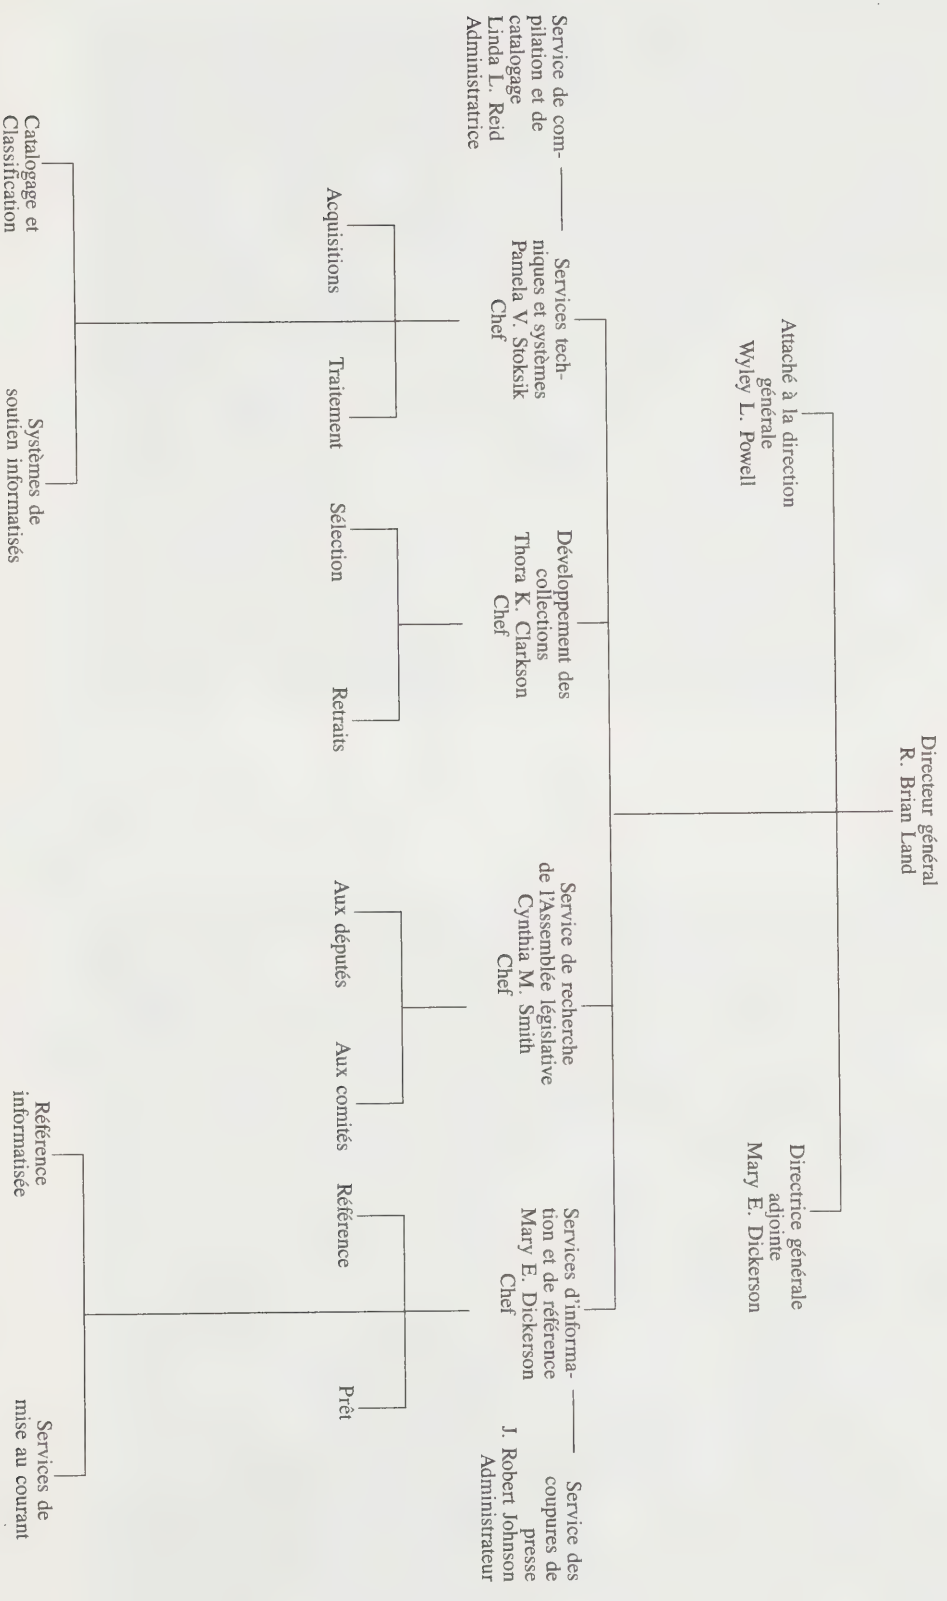 Directeur général
R. Brian Land
Attaché à la direction
générale
Wyley L. Powell
Directrice générale
adjointe
Mary E. Dickerson
Service de com-
pilation et de
catalogage
Linda L. Reid
Administratrice
Services tech-
niques et systèmes
Pamela V. Stoksik
Chef
Développement des
collections
Thora K. Clarkson
Chef
Service de recherche
de l'Assemblée législative
Cynthia M. Smith
Chef
Services d'informa-
tion et de référence
Mary E. Dickerson
Chef
Service des
coupures de
presse
J. Robert Johnson
Administrateur
Acquisitions
Traitement
Sélection
Retraits
Aux députés
Aux comités
Référence
Prêt
Catalogage et
Classification
Systèmes de
soutien informatisés
Référence
informatisée
Services de
mise au courant